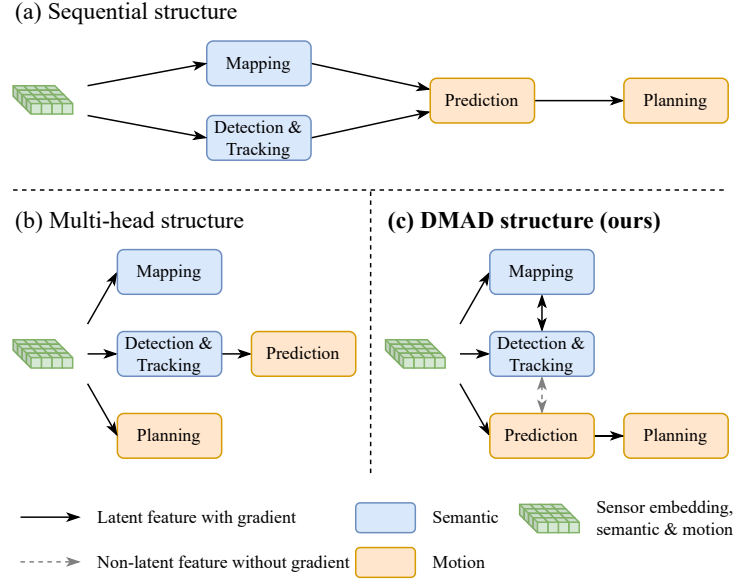 (a) Sequential structure
Mapping
Detection &
Tracking
Prediction
Planning
(b) Multi-head structure
Mapping
Detection &
Tracking
Prediction
Planning
(c) DMAD structure (ours)
Mapping
Detection &
Tracking
Prediction
Planning
Latent feature with gradient
Semantic
Sensor embedding,
semantic & motion
Non-latent feature without gradient
Motion